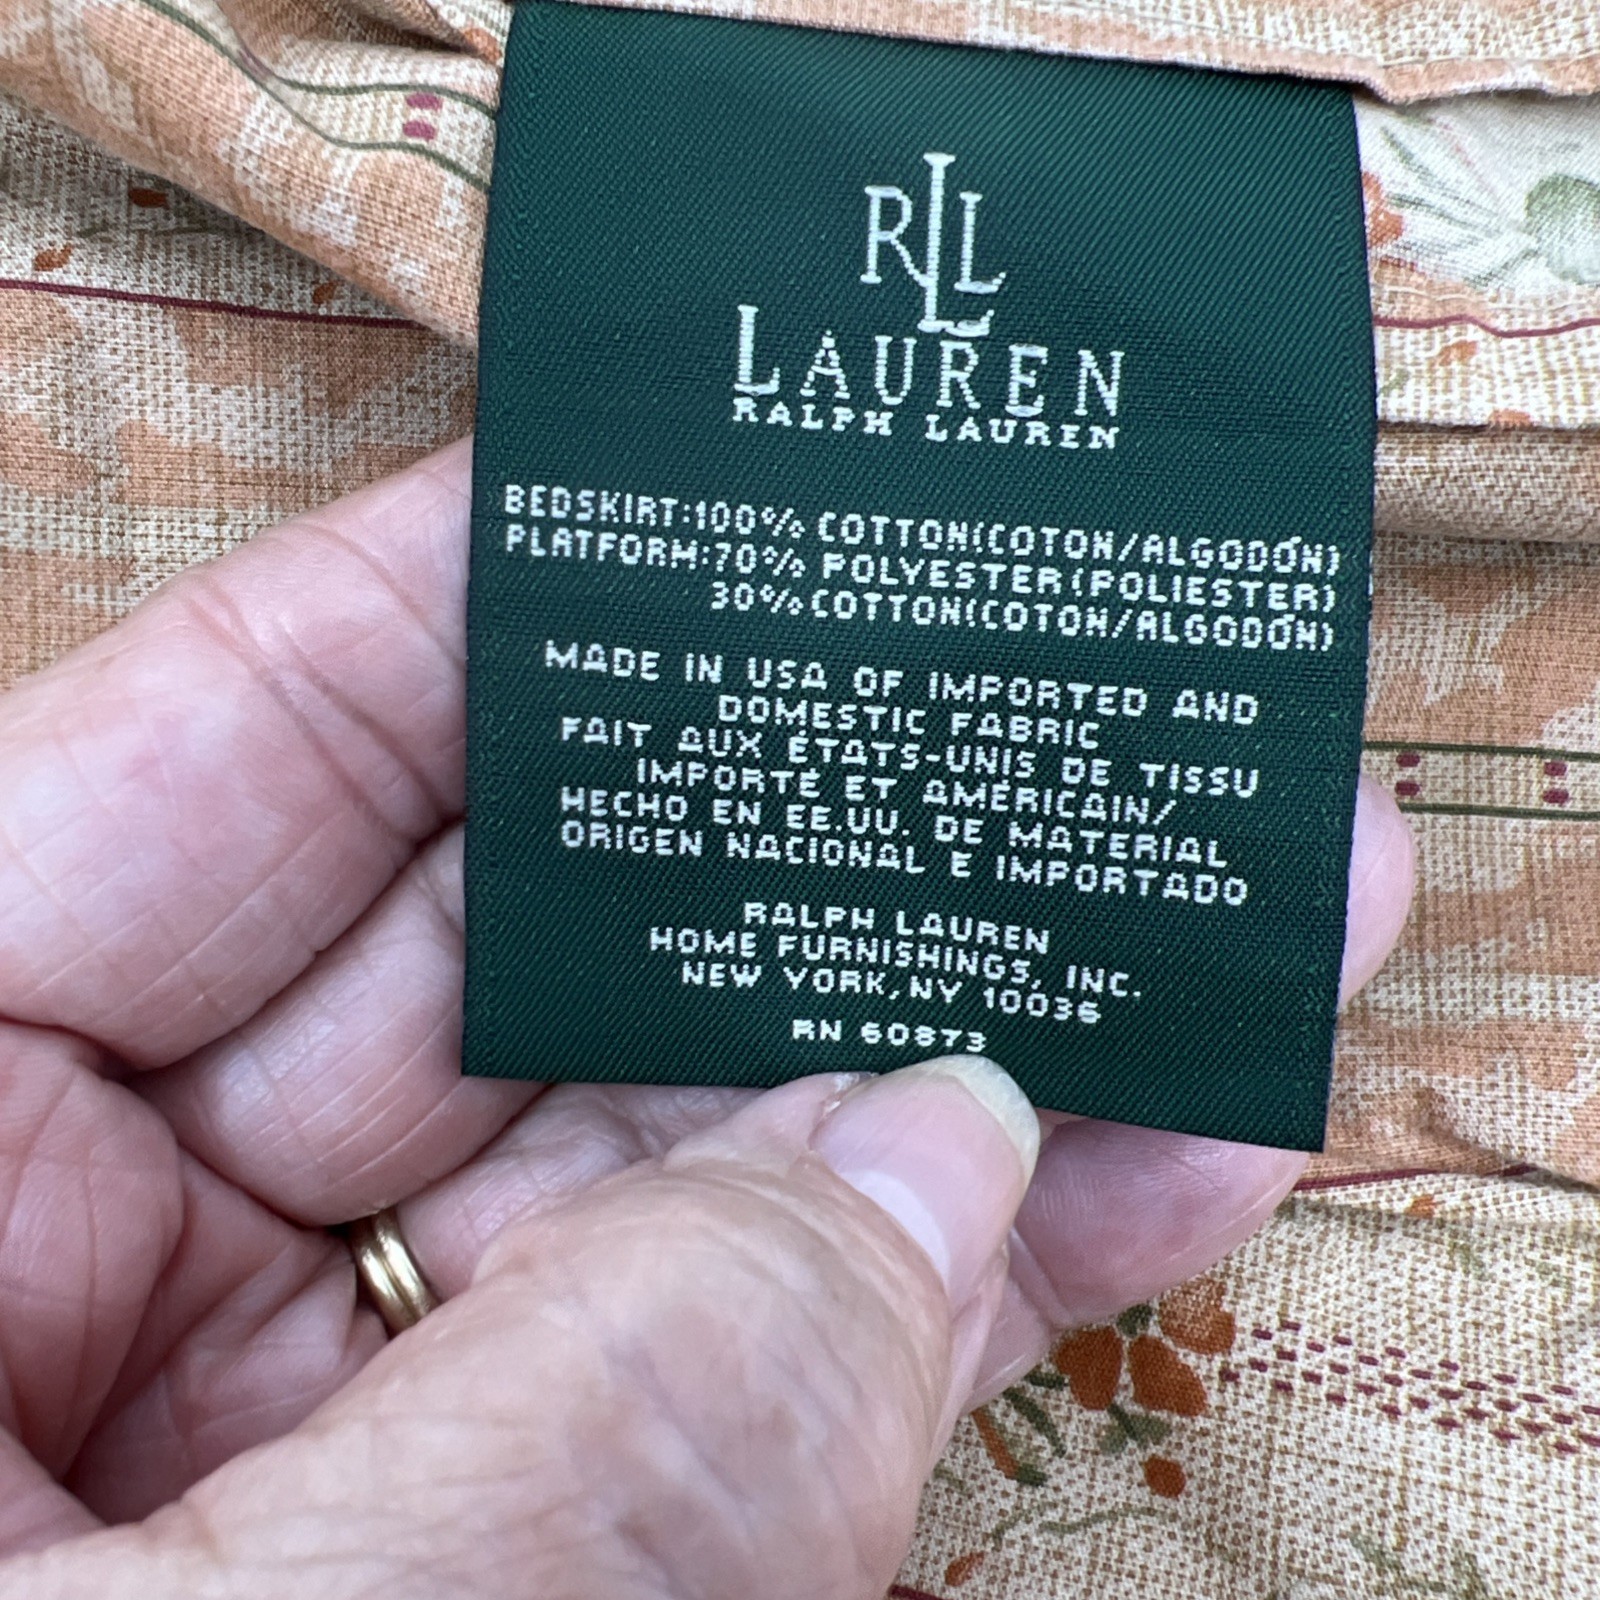 RLL
LAUREN
RALPH LAUREN
BEDSKIRT:100% COTTON(COTON/ALGODÓN)
PLATFORM:70% POLYESTER(POLIESTER)
30% COTTON(COTON/ALGODÓN)
MADE IN USA OF IMPORTED AND
DOMESTIC FABRIC
FAIT AUX ÉTATS-UNIS DE TISSU
IMPORTÉ ET AMÉRICAIN/
HECHO EN EE.UU. DE MATERIAL
ORIGEN NACIONAL E IMPORTADO
RALPH LAUREN
HOME FURNISHINGS, INC.
NEW YORK,NY 10036
RN 60873